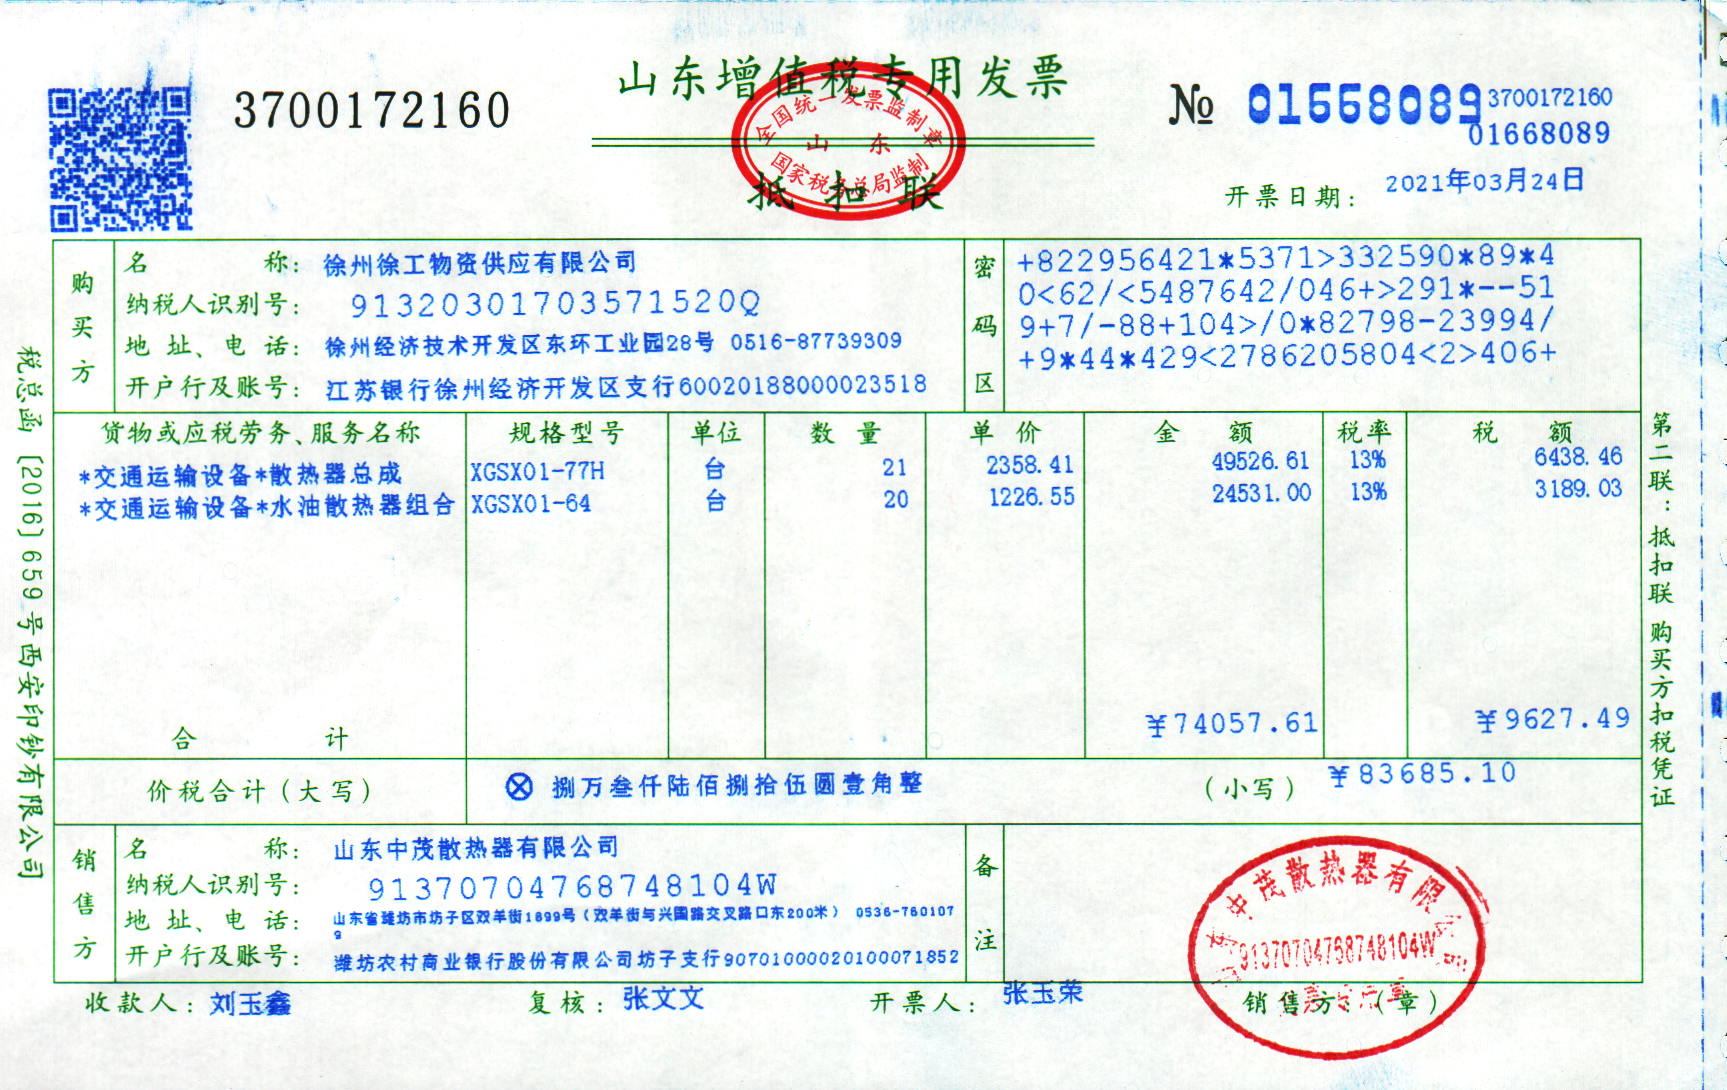 山东增值税专用发票
3700172160
№ 01668089
3700172160
01668089
全国统一发票监制章
山东
国家税务总局监制
抵扣联
开票日期: 2021年03月24日
购买方
名称: 徐州徐工物资供应有限公司
纳税人识别号: 91320301703571520Q
地址、电话: 徐州经济技术开发区东环工业园28号 0516-87739309
开户行及账号: 江苏银行徐州经济开发区支行60020188000023518
密码区
+822956421*5371>332590*89*4
0<62/<5487642/046+>291*--51
9+7/-88+104>/0*82798-23994/
+9*44*429<2786205804<2>406+
货物或应税劳务、服务名称 规格型号 单位 数量 单价 金额 税率 税额
*交通运输设备*散热器总成 XGSX01-77H 台 21 2358.41 49526.61 13% 6438.46
*交通运输设备*水油散热器组合 XGSX01-64 台 20 1226.55 24531.00 13% 3189.03
合计 ¥74057.61 ¥9627.49
价税合计(大写) ⊗捌万叁仟陆佰捌拾伍圆壹角整 (小写) ¥83685.10
销售方
名称: 山东中茂散热器有限公司
纳税人识别号: 91370704768748104W
地址、电话: 山东省潍坊市坊子区双羊街1899号(双羊街与兴国路交叉路口东200米) 0536-760107
9
开户行及账号: 潍坊农村商业银行股份有限公司坊子支行9070100002010007​1852
备注
收款人: 刘玉鑫 复核: 张文文 开票人: 张玉荣 销售方:(章)
中茂散热器有限
91370704768748104W
税总函[2016]659号西安印钞有限公司
第二联:抵扣联 购买方扣税凭证